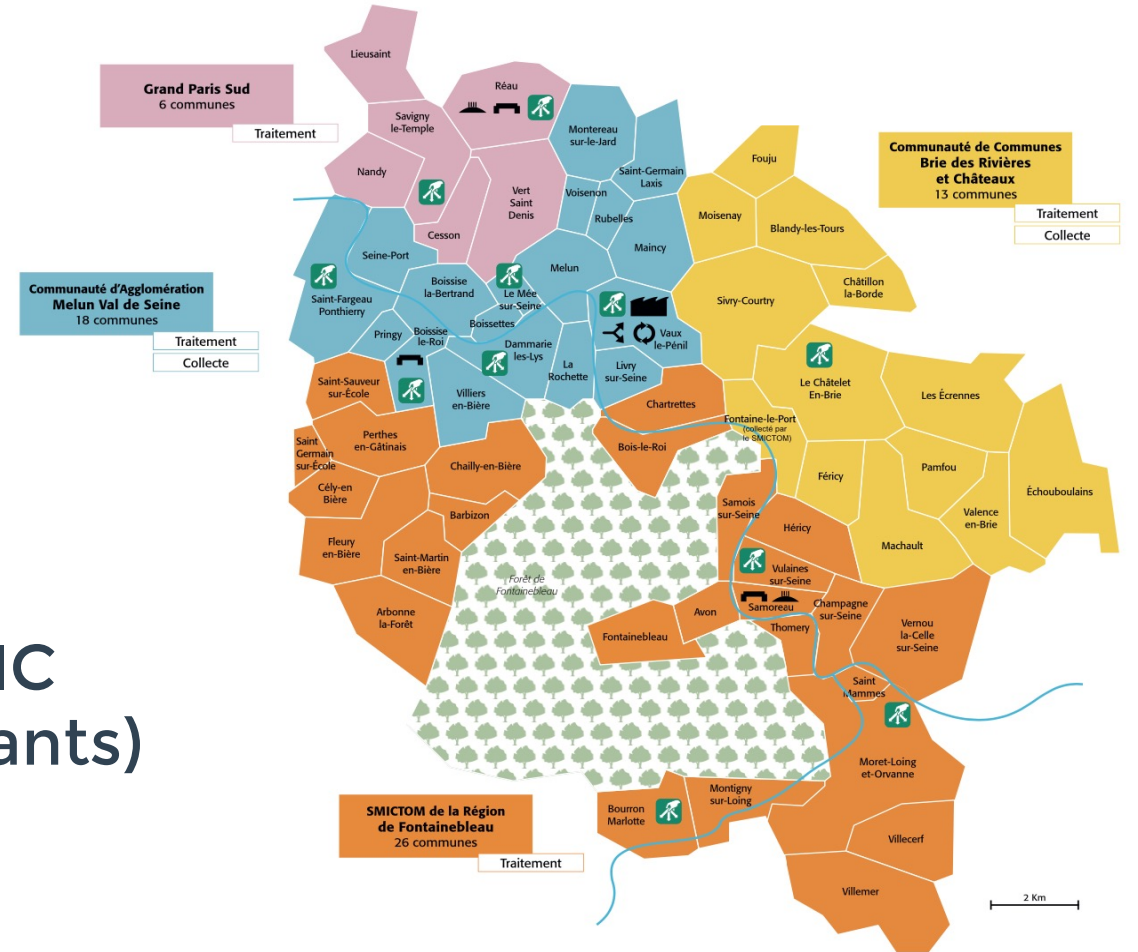 Lieusaint
Grand Paris Sud
6 communes
Traitement
Réau
Savigny
le-Temple
Nandy
Vert
Saint
Denis
Cesson
Montereau
sur-le-Jard
Saint-Germain
Laxis
Voisenon
Rubelles
Maincy
Melun
Seine-Port
Boissise
la-Bertrand
Le Mée
sur-Seine
Boissettes
Saint-Fargeau
Ponthierry
Pringy
Boissise
le-Roi
Dammarie
les-Lys
La
Rochette
Livry
sur-Seine
Vaux
le-Pénil
Villiers
en-Bière
Communauté d'Agglomération
Melun Val de Seine
18 communes
Traitement
Collecte
Communauté de Communes
Brie des Rivières
et Châteaux
13 communes
Traitement
Collecte
Fouju
Moisenay
Blandy-les-Tours
Châtillon
la-Borde
Sivry-Courtry
Le Châtelet
En-Brie
Les Écrennes
Fontaine-le-Port
(collecté par
le SMICTOM)
Féricy
Pamfou
Valence
en-Brie
Échouboulains
Machault
Saint-Sauveur
sur-École
Saint
Germain
sur-École
Perthes
en-Gâtinais
Chailly-en-Bière
Cély-en
Bière
Barbizon
Fleury
en-Bière
Saint-Martin
en-Bière
Arbonne
la-Forêt
Chartrettes
Bois-le-Roi
Samois
sur-Seine
Héricy
Vulaines
sur-Seine
Samoreau
Champagne
sur-Seine
Vernou
la-Celle
sur-Seine
Forêt de
Fontainebleau
Fontainebleau
Avon
Thomery
Saint
Mammes
Moret-Loing
et-Orvanne
Montigny
sur-Loing
Bourron
Marlotte
Villecerf
Villemer
SMICTOM de la Région
de Fontainebleau
26 communes
Traitement
2 Km
IC
ants)